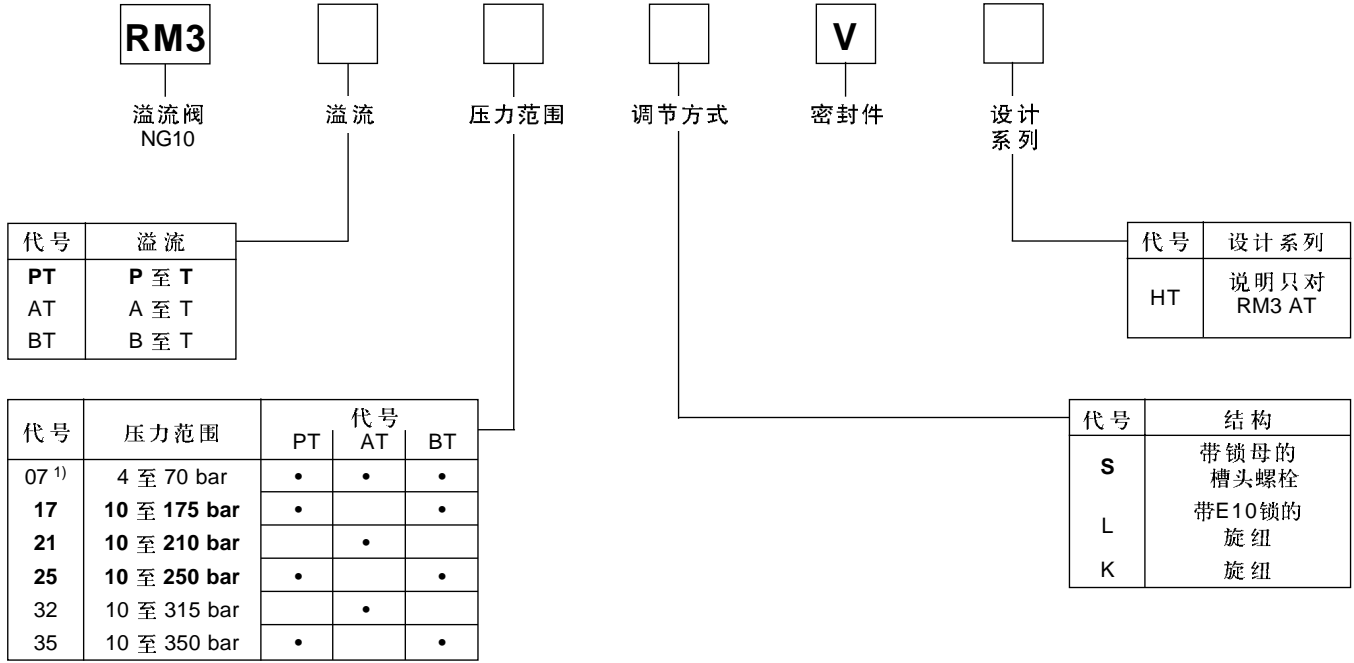 RM3
V
溢流阀
NG10
溢流
压力范围
调节方式
密封件
设计
系列
代号 溢流
PT P 至 T
AT A 至 T
BT B 至 T
代号 设计系列
HT 说明只对
RM3 AT
代号 压力范围 代号
PT AT BT
07 1) 4 至 70 bar • • •
17 10 至 175 bar • •
21 10 至 210 bar •
25 10 至 250 bar • •
32 10 至 315 bar •
35 10 至 350 bar • •
代号 结构
S 带锁母的
槽头螺栓
L 带E10锁的
旋钮
K 旋钮